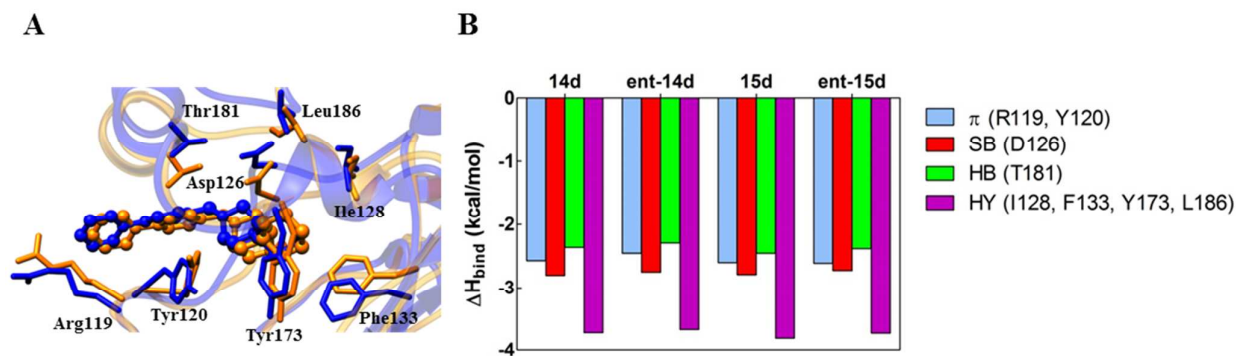 A
B
Thr181
Leu186
Asp126
Ile128
Arg119
Tyr120
Tyr173
Phe133
14d ent-14d 15d ent-15d
0
-1
-2
-3
-4
ΔHbind (kcal/mol)
π (R119, Y120)
SB (D126)
HB (T181)
HY (I128, F133, Y173, L186)